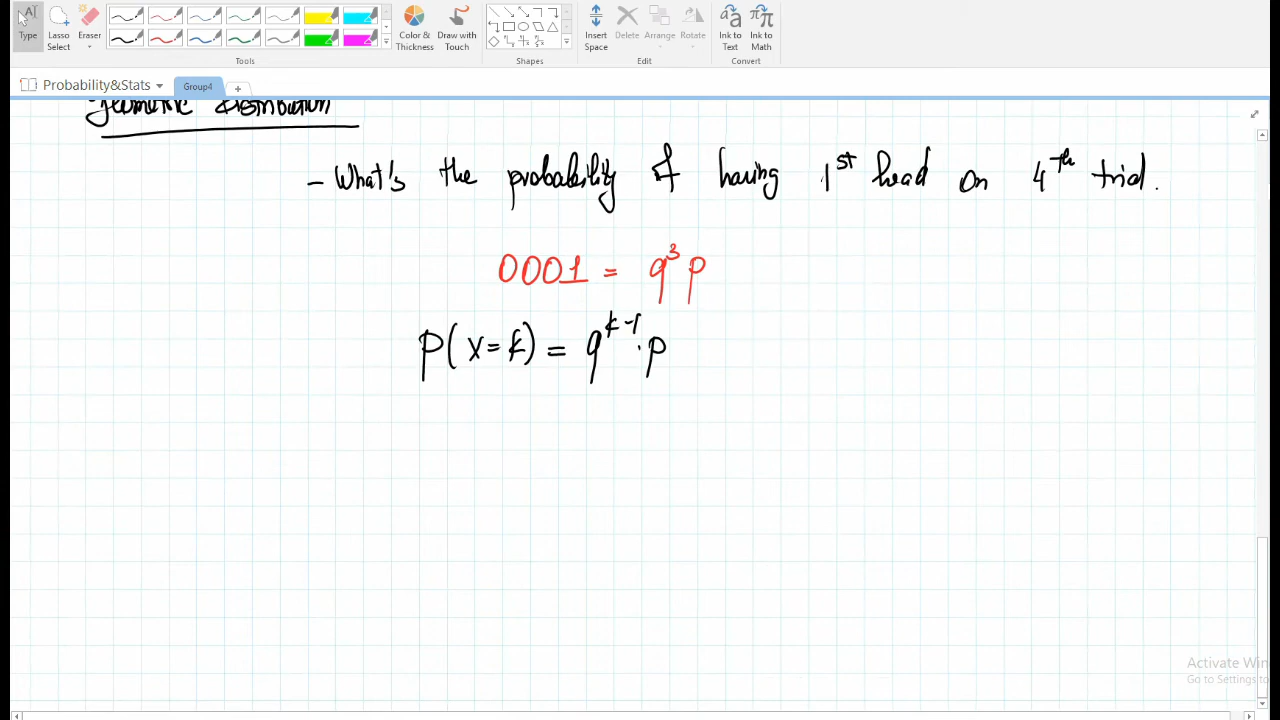 Type
Lasso Select
Eraser
Color & Thickness
Draw with Touch
Insert Space
Delete
Arrange
Rotate
Ink to Text
Ink to Math
Tools
Shapes
Edit
Convert
Probability&Stats
Group4
Geometric Distribution
- What's the probability of having 1st head on 4th trial.
0001 = q³p
P(X=k) = q^{k-1}·p
Activate Win
Go to Settings to